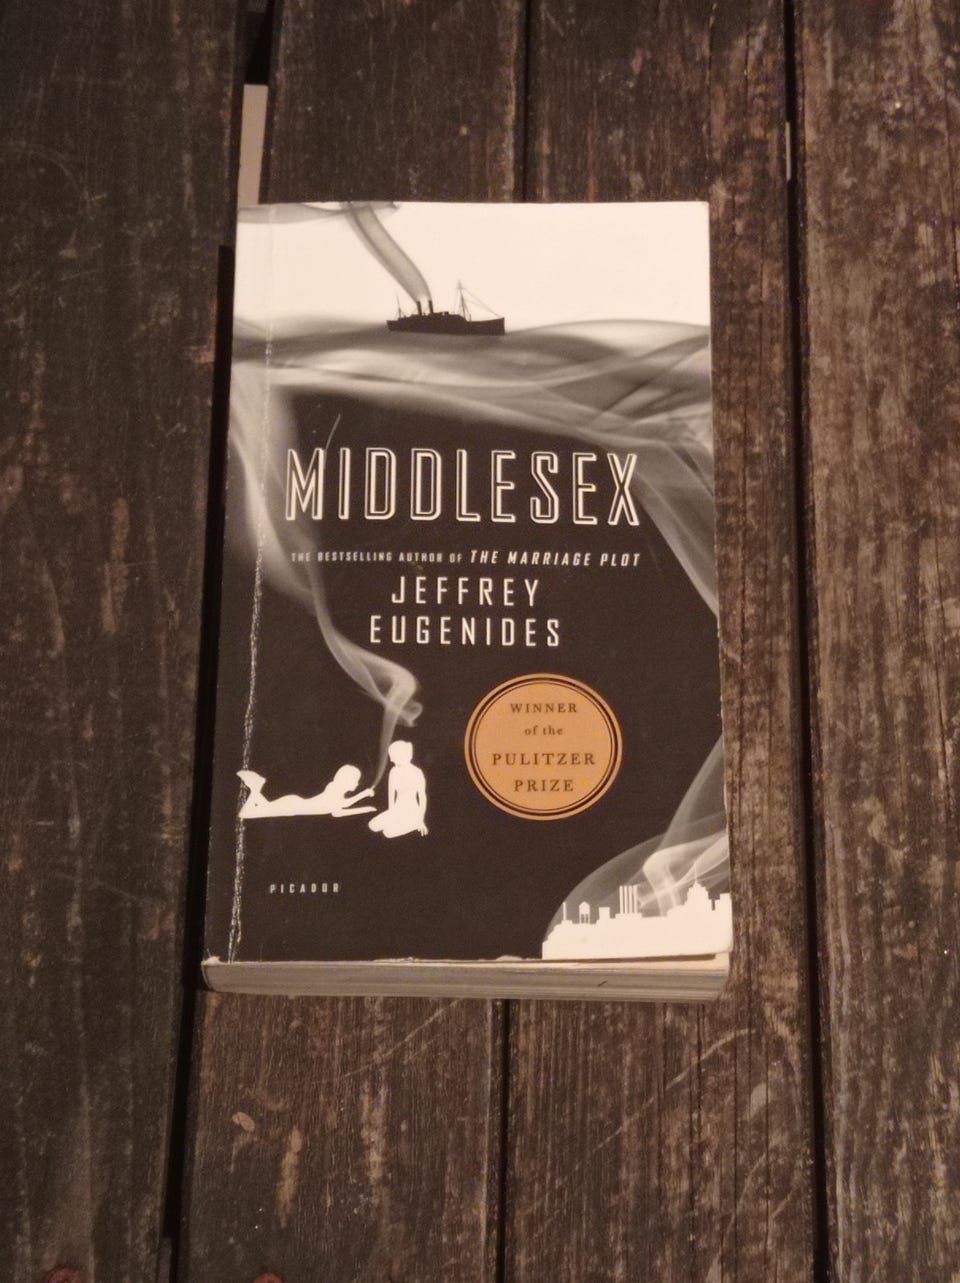 MIDDLESEX
THE BESTSELLING AUTHOR OF THE MARRIAGE PLOT
JEFFREY
EUGENIDES
WINNER
of the
PULITZER
PRIZE
PICADOR